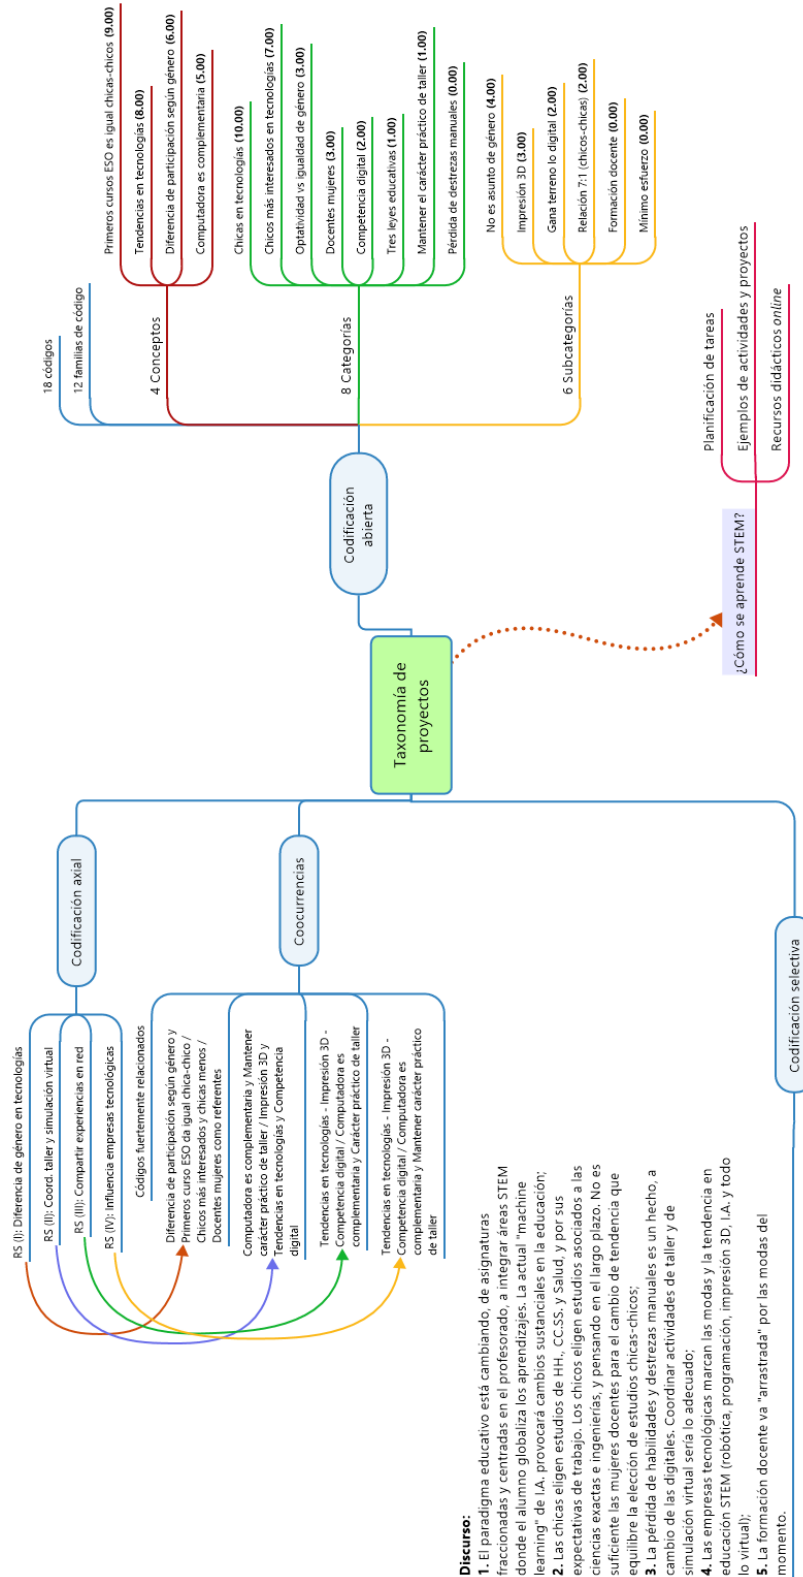 Taxonomía de
proyectos
Codificación
abierta
18 códigos
12 familias de código
4 Conceptos
Primeros cursos ESO es igual chicas-chicos (9.00)
Tendencias en tecnologías (8.00)
Diferencia de participación según género (6.00)
Computadora es complementaria (5.00)
8 Categorías
Chicas en tecnologías (10.00)
Chicos más interesados en tecnologías (7.00)
Optatividad vs igualdad de género (3.00)
Docentes mujeres (3.00)
Competencia digital (2.00)
Tres leyes educativas (1.00)
Mantener el carácter práctico de taller (1.00)
Pérdida de destrezas manuales (0.00)
6 Subcategorías
No es asunto de género (4.00)
Impresión 3D (3.00)
Gana terreno lo digital (2.00)
Relación 7:1 (chicos-chicas) (2.00)
Formación docente (0.00)
Mínimo esfuerzo (0.00)
¿Cómo se aprende STEM?
Planificación de tareas
Ejemplos de actividades y proyectos
Recursos didácticos online
Codificación axial
RS (I): Diferencia de género en tecnologías
RS (II): Coord. taller y simulación virtual
RS (III): Compartir experiencias en red
RS (IV): Influencia empresas tecnológicas
Coocurrencias
Códigos fuertemente relacionados
Diferencia de participación según género y
Primeros curso ESO da igual chica-chico /
Chicos más interesados y chicas menos /
Docentes mujeres como referentes
Computadora es complementaria y Mantener
carácter práctico de taller / Impresión 3D y
Tendencias en tecnologías y Competencia
digital
Tendencias en tecnologías - Impresión 3D -
Competencia digital / Computadora es
complementaria y Carácter práctico de taller
Tendencias en tecnologías - Impresión 3D -
Competencia digital / Computadora es
complementaria y Mantener carácter práctico
de taller
Codificación selectiva
Discurso:
1. El paradigma educativo está cambiando, de asignaturas
fraccionadas y centradas en el profesorado, a integrar áreas STEM
donde el alumno globaliza los aprendizajes. La actual "machine
learning" de I.A. provocará cambios sustanciales en la educación;
2. Las chicas eligen estudios de HH., CC.SS. y Salud, y por sus
expectativas de trabajo. Los chicos eligen estudios asociados a las
ciencias exactas e ingenierías, y pensando en el largo plazo. No es
suficiente las mujeres docentes para el cambio de tendencia que
equilibre la elección de estudios chicas-chicos;
3. La pérdida de habilidades y destrezas manuales es un hecho, a
cambio de las digitales. Coordinar actividades de taller y de
simulación virtual sería lo adecuado;
4. Las empresas tecnológicas marcan las modas y la tendencia en
educación STEM (robótica, programación, impresión 3D, I.A. y todo
lo virtual);
5. La formación docente va "arrastrada" por las modas del
momento.